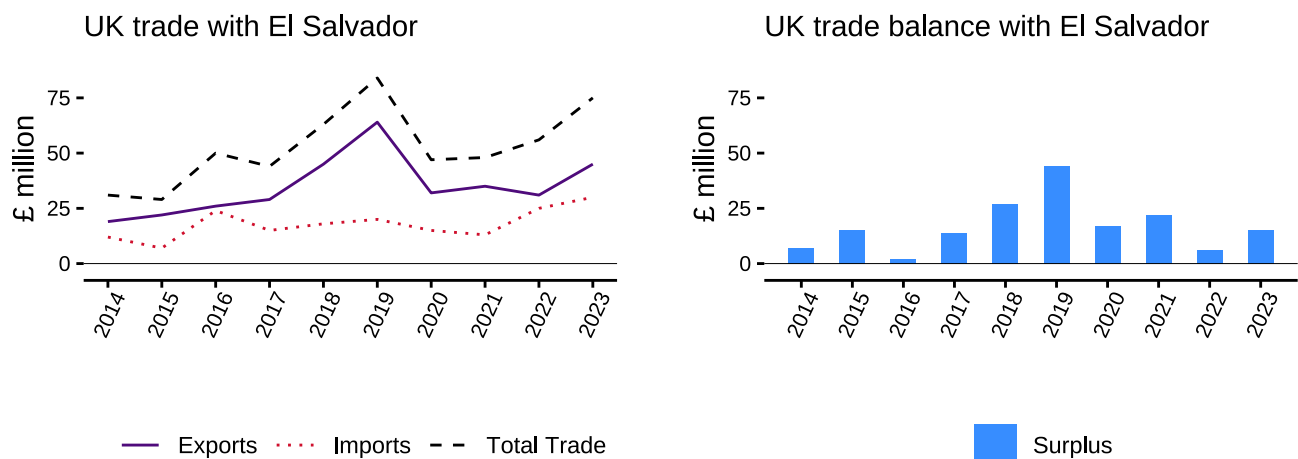 UK trade with El Salvador
£ million
75
50
25
0
2014 2015 2016 2017 2018 2019 2020 2021 2022 2023
Exports Imports Total Trade
UK trade balance with El Salvador
£ million
75
50
25
0
2014 2015 2016 2017 2018 2019 2020 2021 2022 2023
Surplus